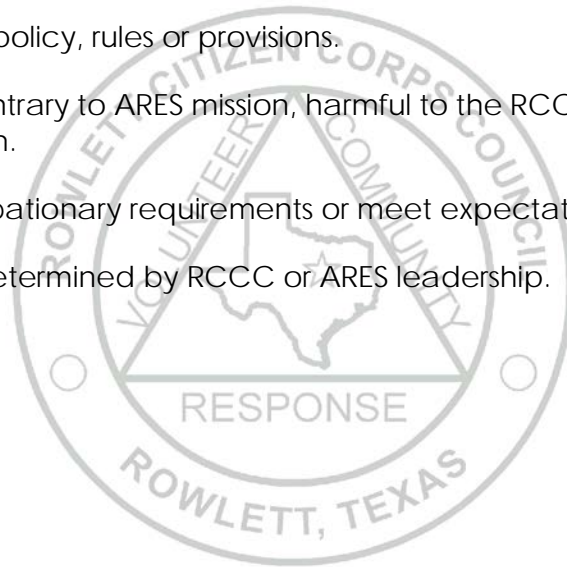 policy, rules or provisions.
ntrary to ARES mission, harmful to the RCC
n.
bationary requirements or meet expectat
etermined by RCCC or ARES leadership.
ROWLETT CITIZEN CORPS COUNCIL
VOLUNTEER
COMMUNITY
RESPONSE
ROWLETT, TEXAS